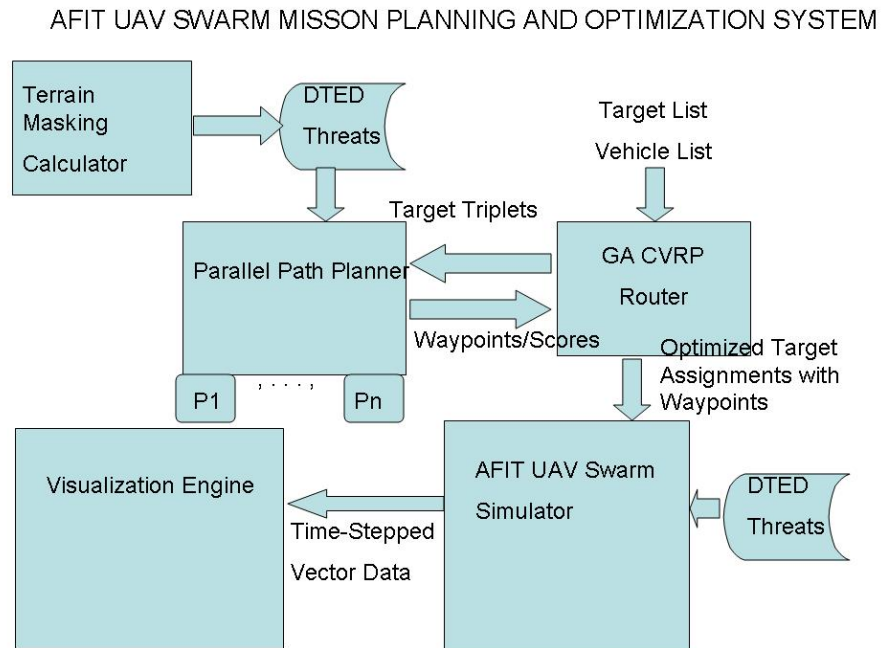 AFIT UAV SWARM MISSON PLANNING AND OPTIMIZATION SYSTEM
Terrain
Masking
Calculator
DTED
Threats
Target List
Vehicle List
Target Triplets
Parallel Path Planner
GA CVRP
Router
Waypoints/Scores
Optimized Target
Assignments with
Waypoints
P1
, . . . ,
Pn
Visualization Engine
AFIT UAV Swarm
Simulator
DTED
Threats
Time-Stepped
Vector Data